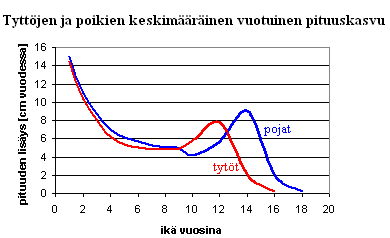 Tyttöjen ja poikien keskimääräinen vuotuinen pituuskasvu
pituuden lisäys [cm vuodessa]
16
14
12
10
8
6
4
2
0
pojat
tytöt
0 2 4 6 8 10 12 14 16 18 20
ikä vuosina